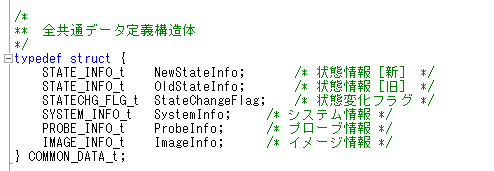 /*
** 全共通データ定義構造体
*/
typedef struct {
    STATE_INFO_t    NewStateInfo;       /* 状態情報［新］ */
    STATE_INFO_t    OldStateInfo;       /* 状態情報［旧］ */
    STATECHG_FLG_t  StateChangeFlag;    /* 状態変化フラグ */
    SYSTEM_INFO_t   SystemInfo;     /* システム情報 */
    PROBE_INFO_t    ProbeInfo;      /* プローブ情報 */
    IMAGE_INFO_t    ImageInfo;      /* イメージ情報 */
} COMMON_DATA_t;